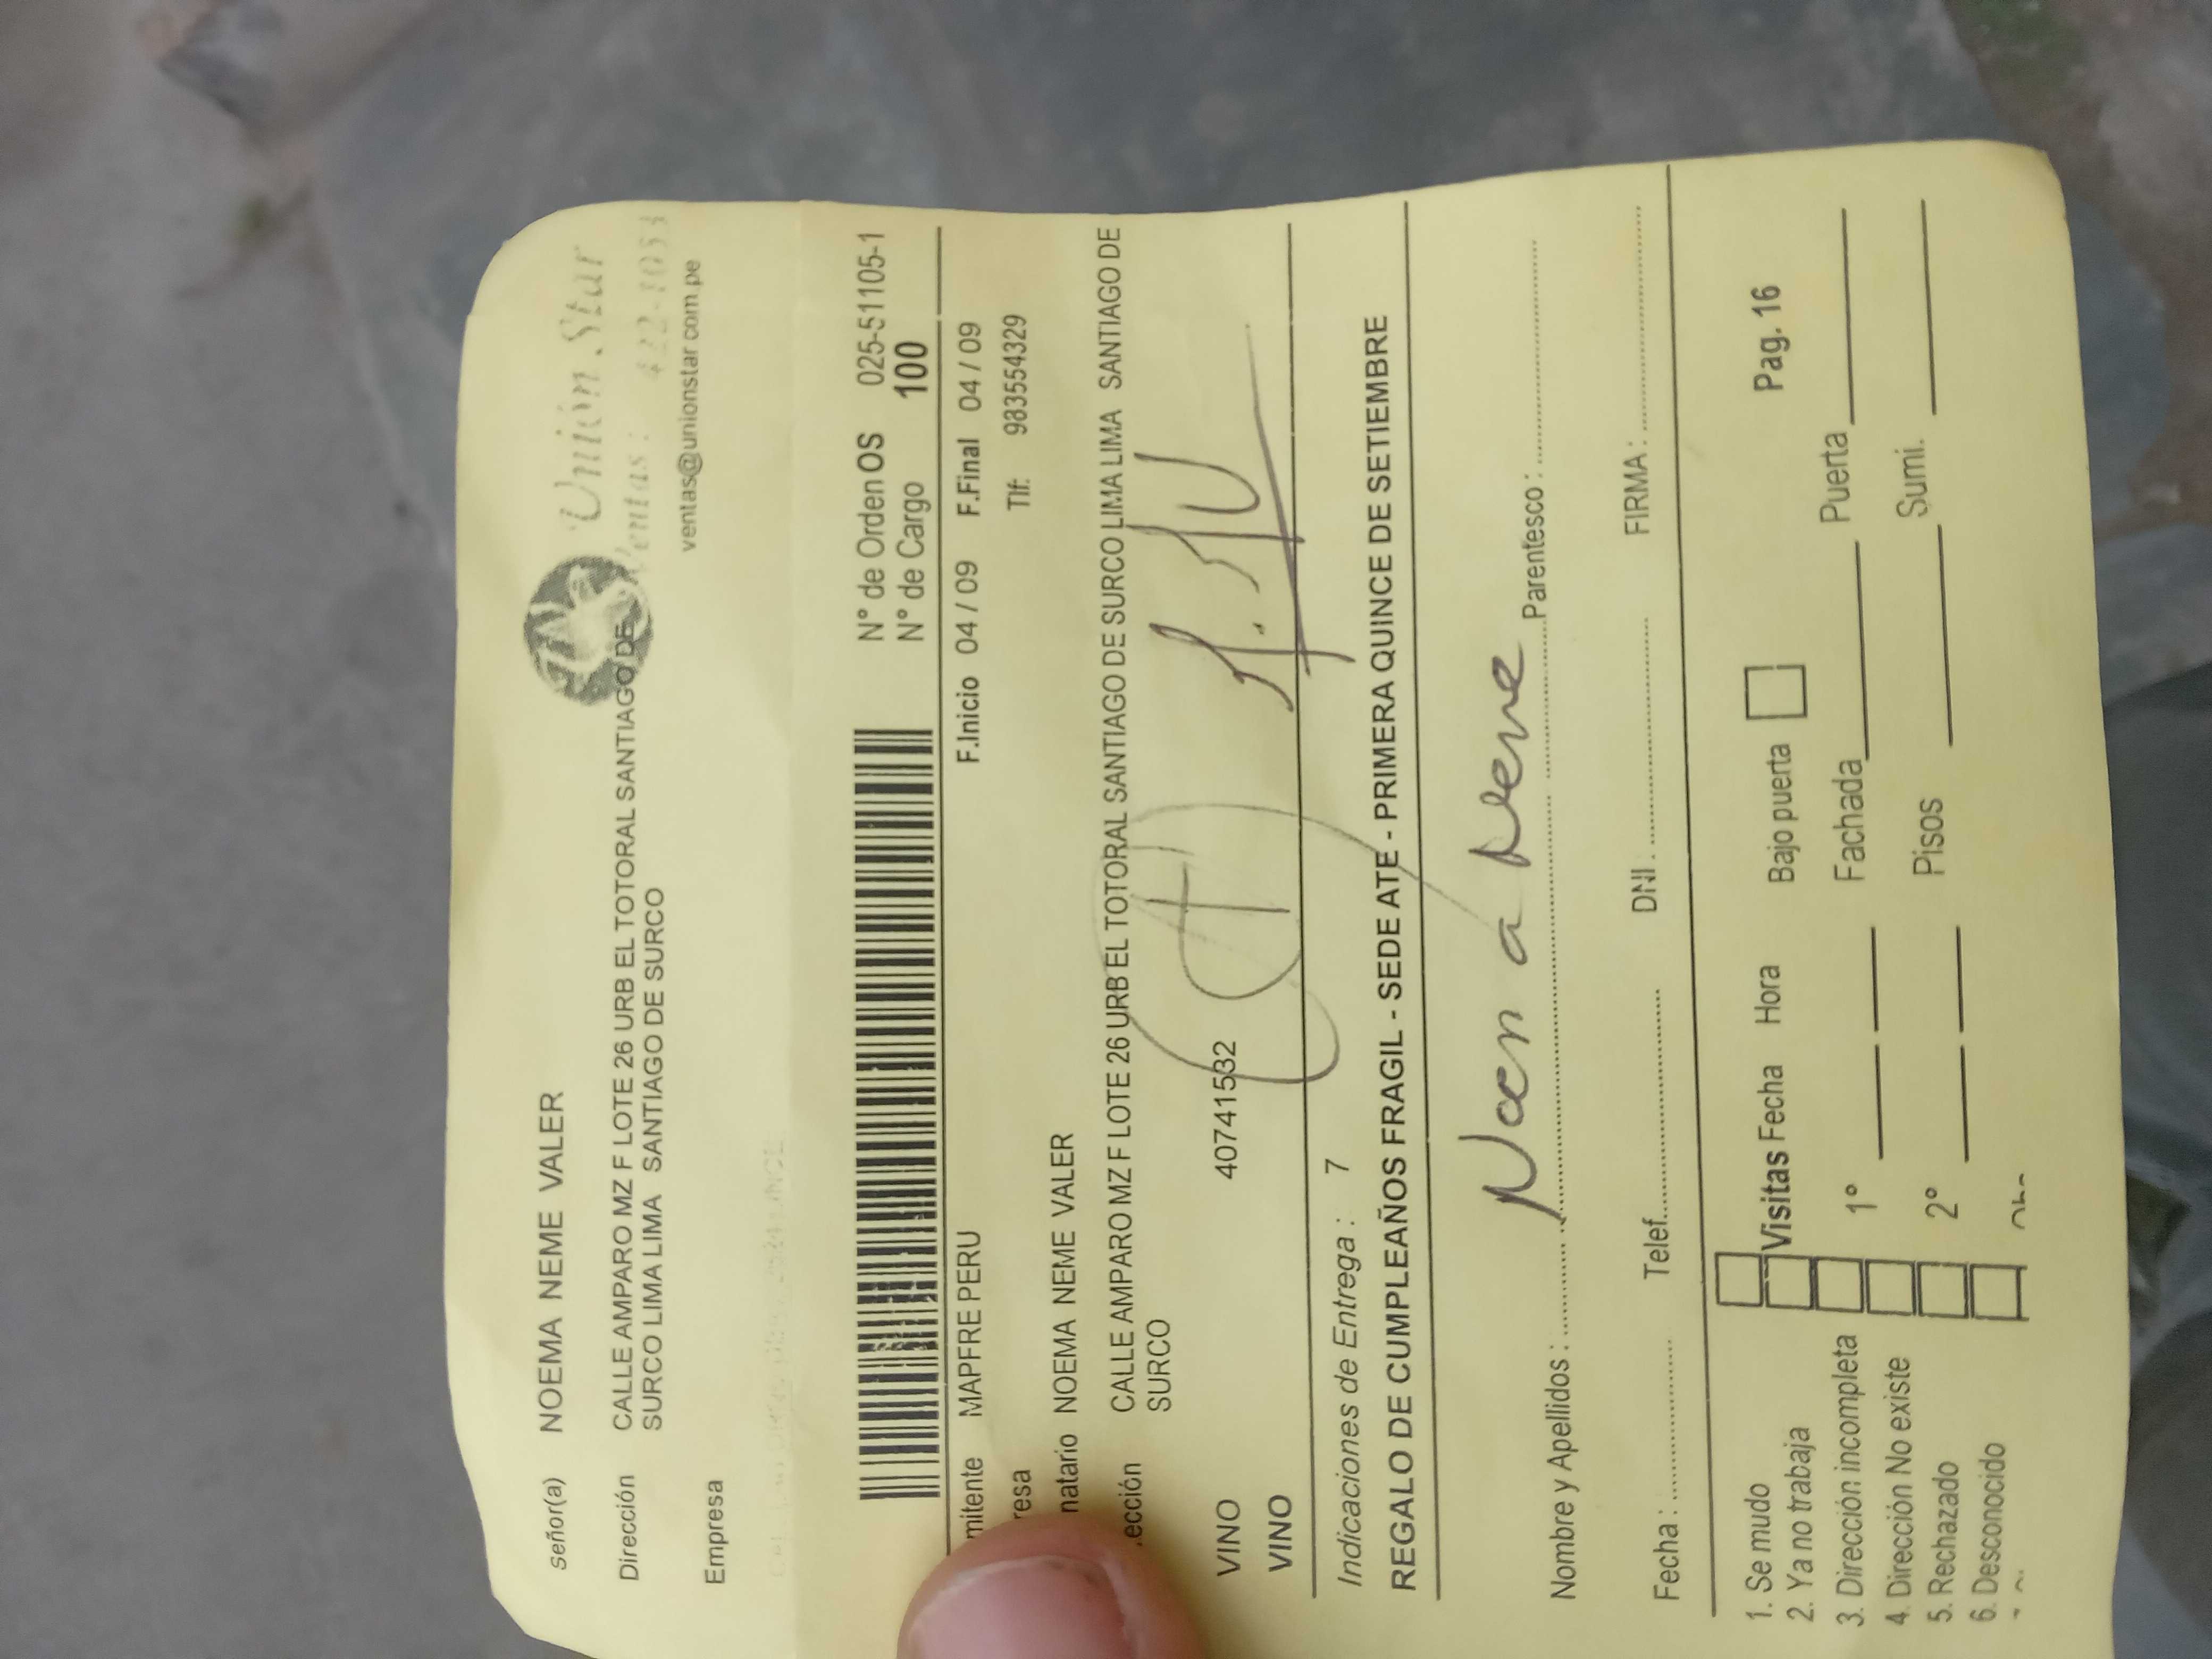 Unión Star
Ventas : 422-1053
ventas@unionstar.com.pe
Señor(a) NOEMA NEME VALER
Dirección CALLE AMPARO MZ F LOTE 26 URB EL TOTORAL SANTIAGO DE
SURCO LIMA LIMA SANTIAGO DE SURCO
Empresa
N° de Orden OS 025-51105-1
N° de Cargo 100
mitente MAPFRE PERU F.Inicio 04 / 09 F.Final 04 / 09
resa Tlf: 983554329
natario NOEMA NEME VALER
ección CALLE AMPARO MZ F LOTE 26 URB EL TOTORAL SANTIAGO DE SURCO LIMA LIMA SANTIAGO DE
SURCO
VINO 40741532
VINO
Indicaciones de Entrega : 7
REGALO DE CUMPLEAÑOS FRAGIL - SEDE ATE - PRIMERA QUINCE DE SETIEMBRE
Nombre y Apellidos : Parentesco :
Fecha : Telef. DNI : FIRMA :
1. Se mudo Visitas Fecha Hora Bajo puerta Pag. 16
2. Ya no trabaja
3. Dirección incompleta 1° Fachada Puerta
4. Dirección No existe
5. Rechazado 2° Pisos Sumi.
6. Desconocido